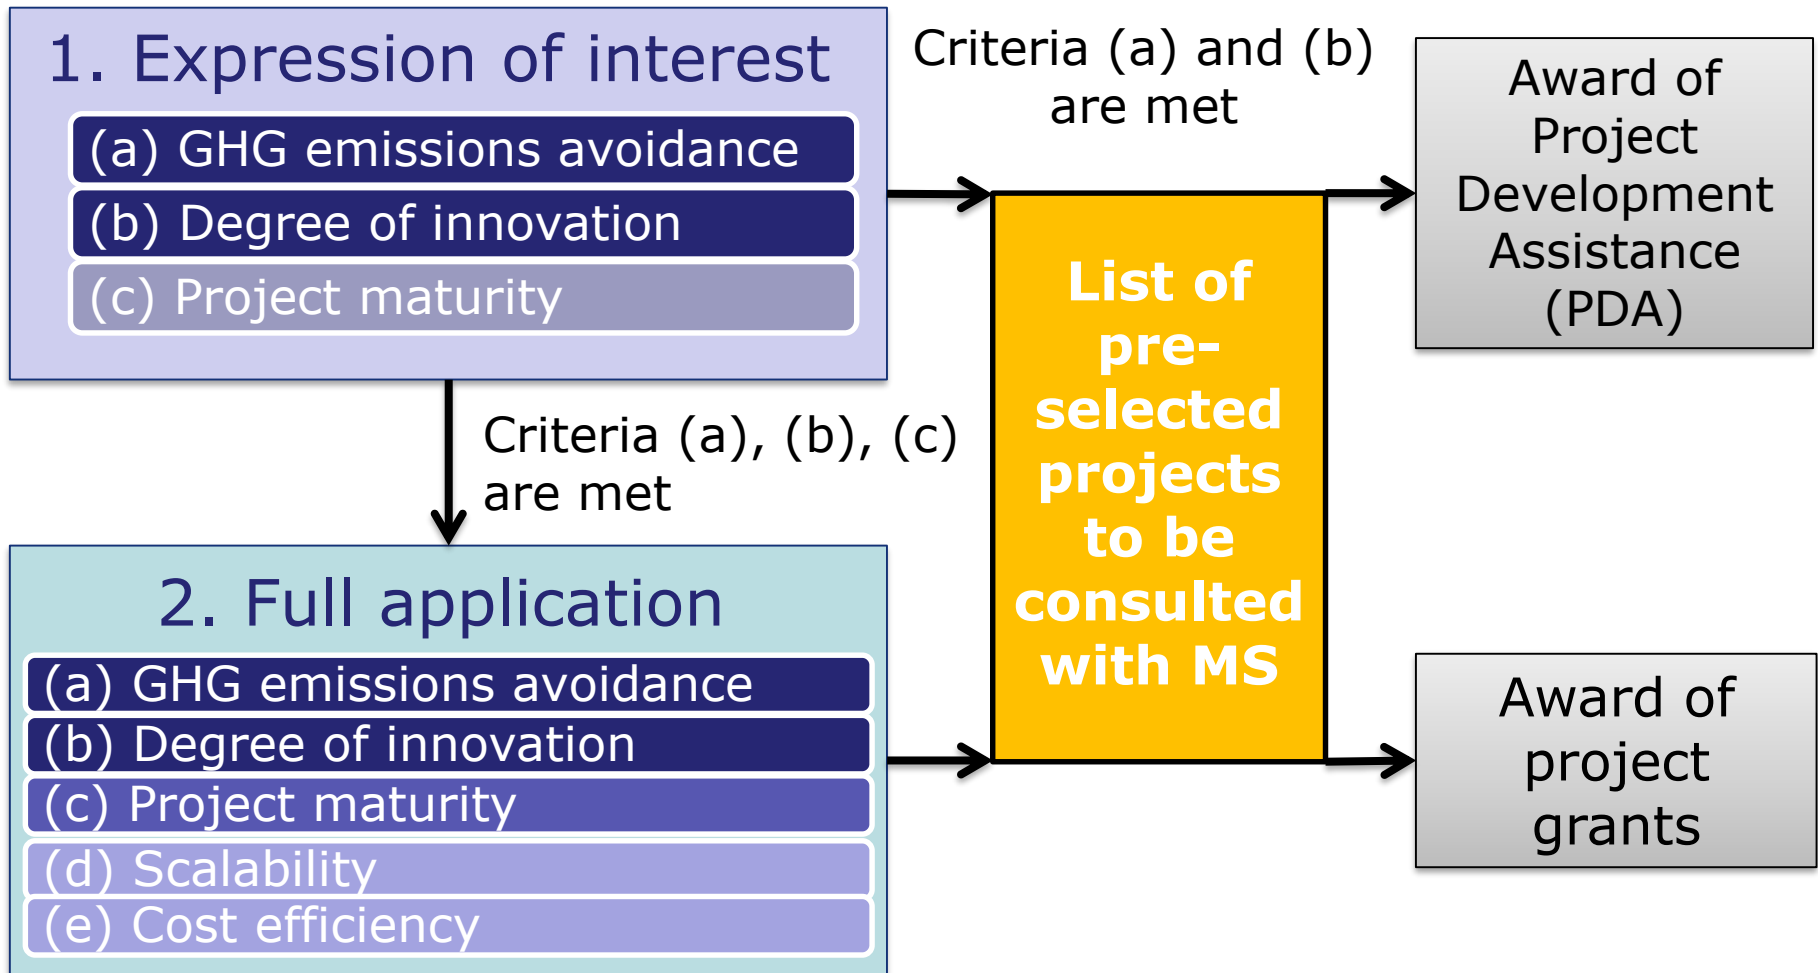 1. Expression of interest
(a) GHG emissions avoidance
(b) Degree of innovation
(c) Project maturity
Criteria (a) and (b)
are met
Criteria (a), (b), (c)
are met
2. Full application
(a) GHG emissions avoidance
(b) Degree of innovation
(c) Project maturity
(d) Scalability
(e) Cost efficiency
List of
pre-
selected
projects
to be
consulted
with MS
Award of
Project
Development
Assistance
(PDA)
Award of
project
grants